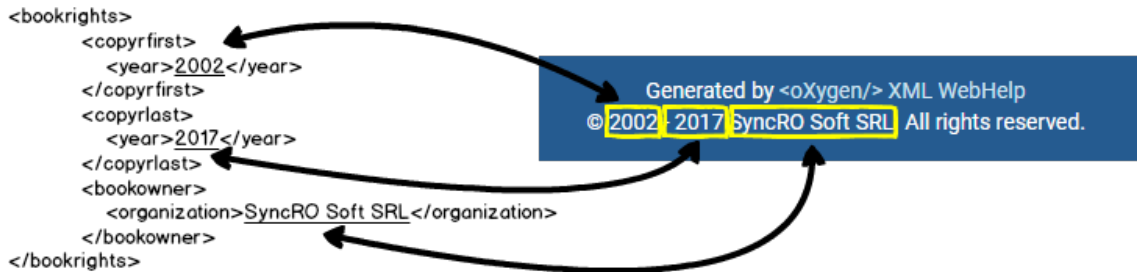 <bookrights>
<copyrfirst>
<year>2002</year>
</copyrfirst>
<copyrlast>
<year>2017</year>
</copyrlast>
<bookowner>
<organization>SyncRO Soft SRL</organization>
</bookowner>
</bookrights>
Generated by <oXygen/> XML WebHelp
© 2002 - 2017 SyncRO Soft SRL. All rights reserved.